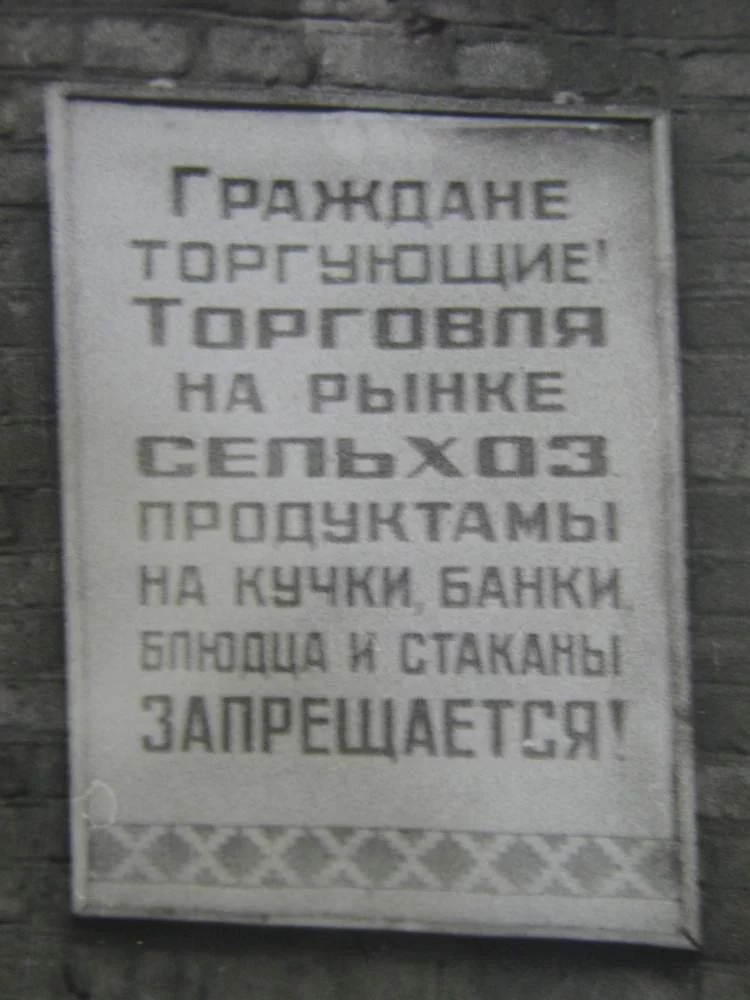 Граждане
торгующие!
Торговля
на рынке
сельхоз.
продуктамы
на кучки, банки,
блюдца и стаканы
запрещается!